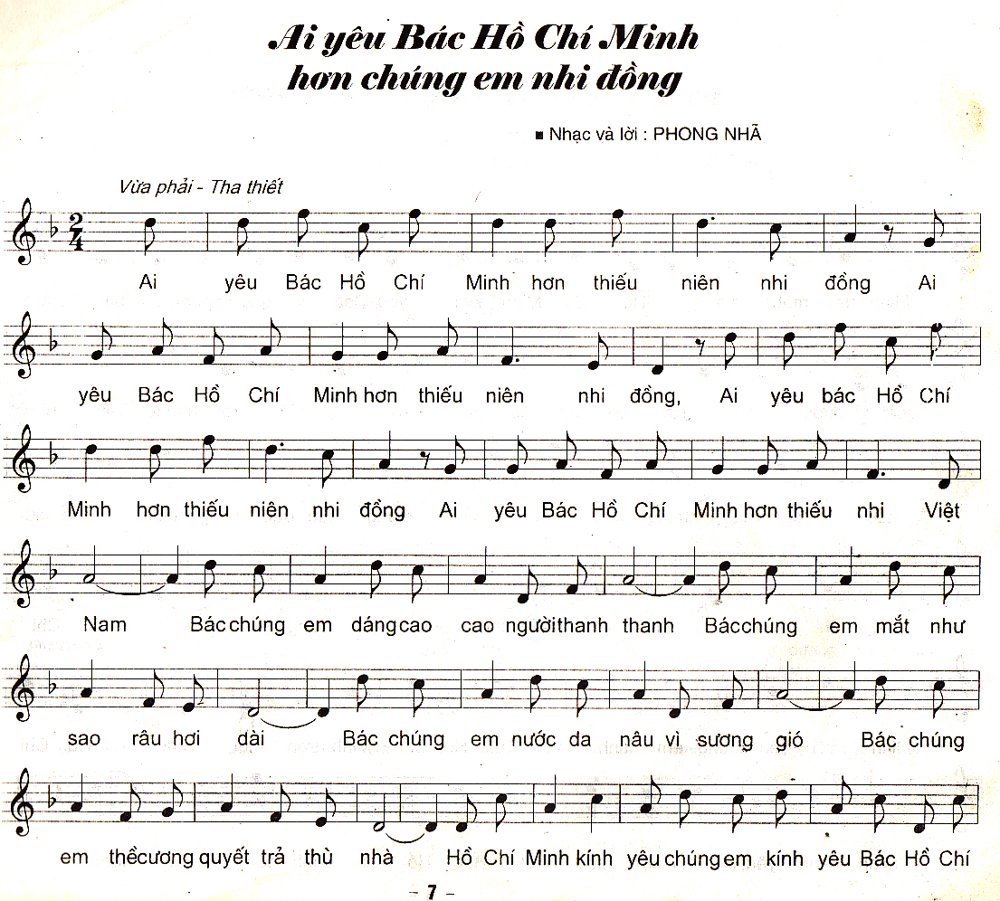 Ai yêu Bác Hồ Chí Minh
hơn chúng em nhi đồng
■ Nhạc và lời : PHONG NHÃ
Vừa phải - Tha thiết
2
4
Ai yêu Bác Hồ Chí Minh hơn thiếu niên nhi đồng Ai
yêu Bác Hồ Chí Minh hơn thiếu niên nhi đồng, Ai yêu bác Hồ Chí
Minh hơn thiếu niên nhi đồng Ai yêu Bác Hồ Chí Minh hơn thiếu nhi Việt
Nam Bác chúng em dáng cao cao người thanh thanh Bác chúng em mắt như
sao râu hơi dài Bác chúng em nước da nâu vì sương gió Bác chúng
em thề cương quyết trả thù nhà Hồ Chí Minh kính yêu chúng em kính yêu Bác Hồ Chí
- 7 -